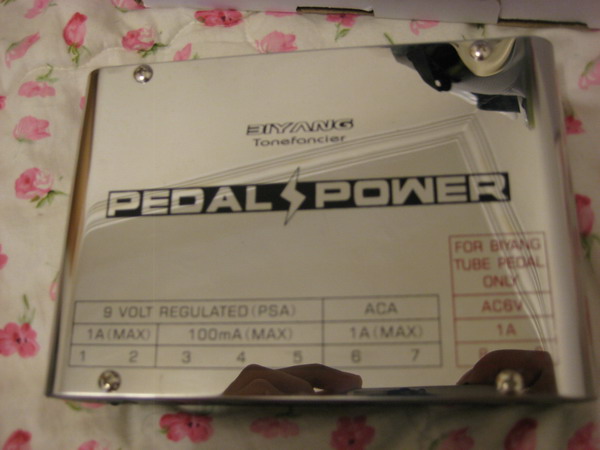 BIYANG
Tonefancier
PEDAL POWER
FOR BIYANG
TUBE PEDAL
ONLY
9 VOLT REGULATED (PSA) ACA AC6V
1A (MAX) 100mA (MAX) 1A (MAX) 1A
1 2 3 4 5 6 7 8